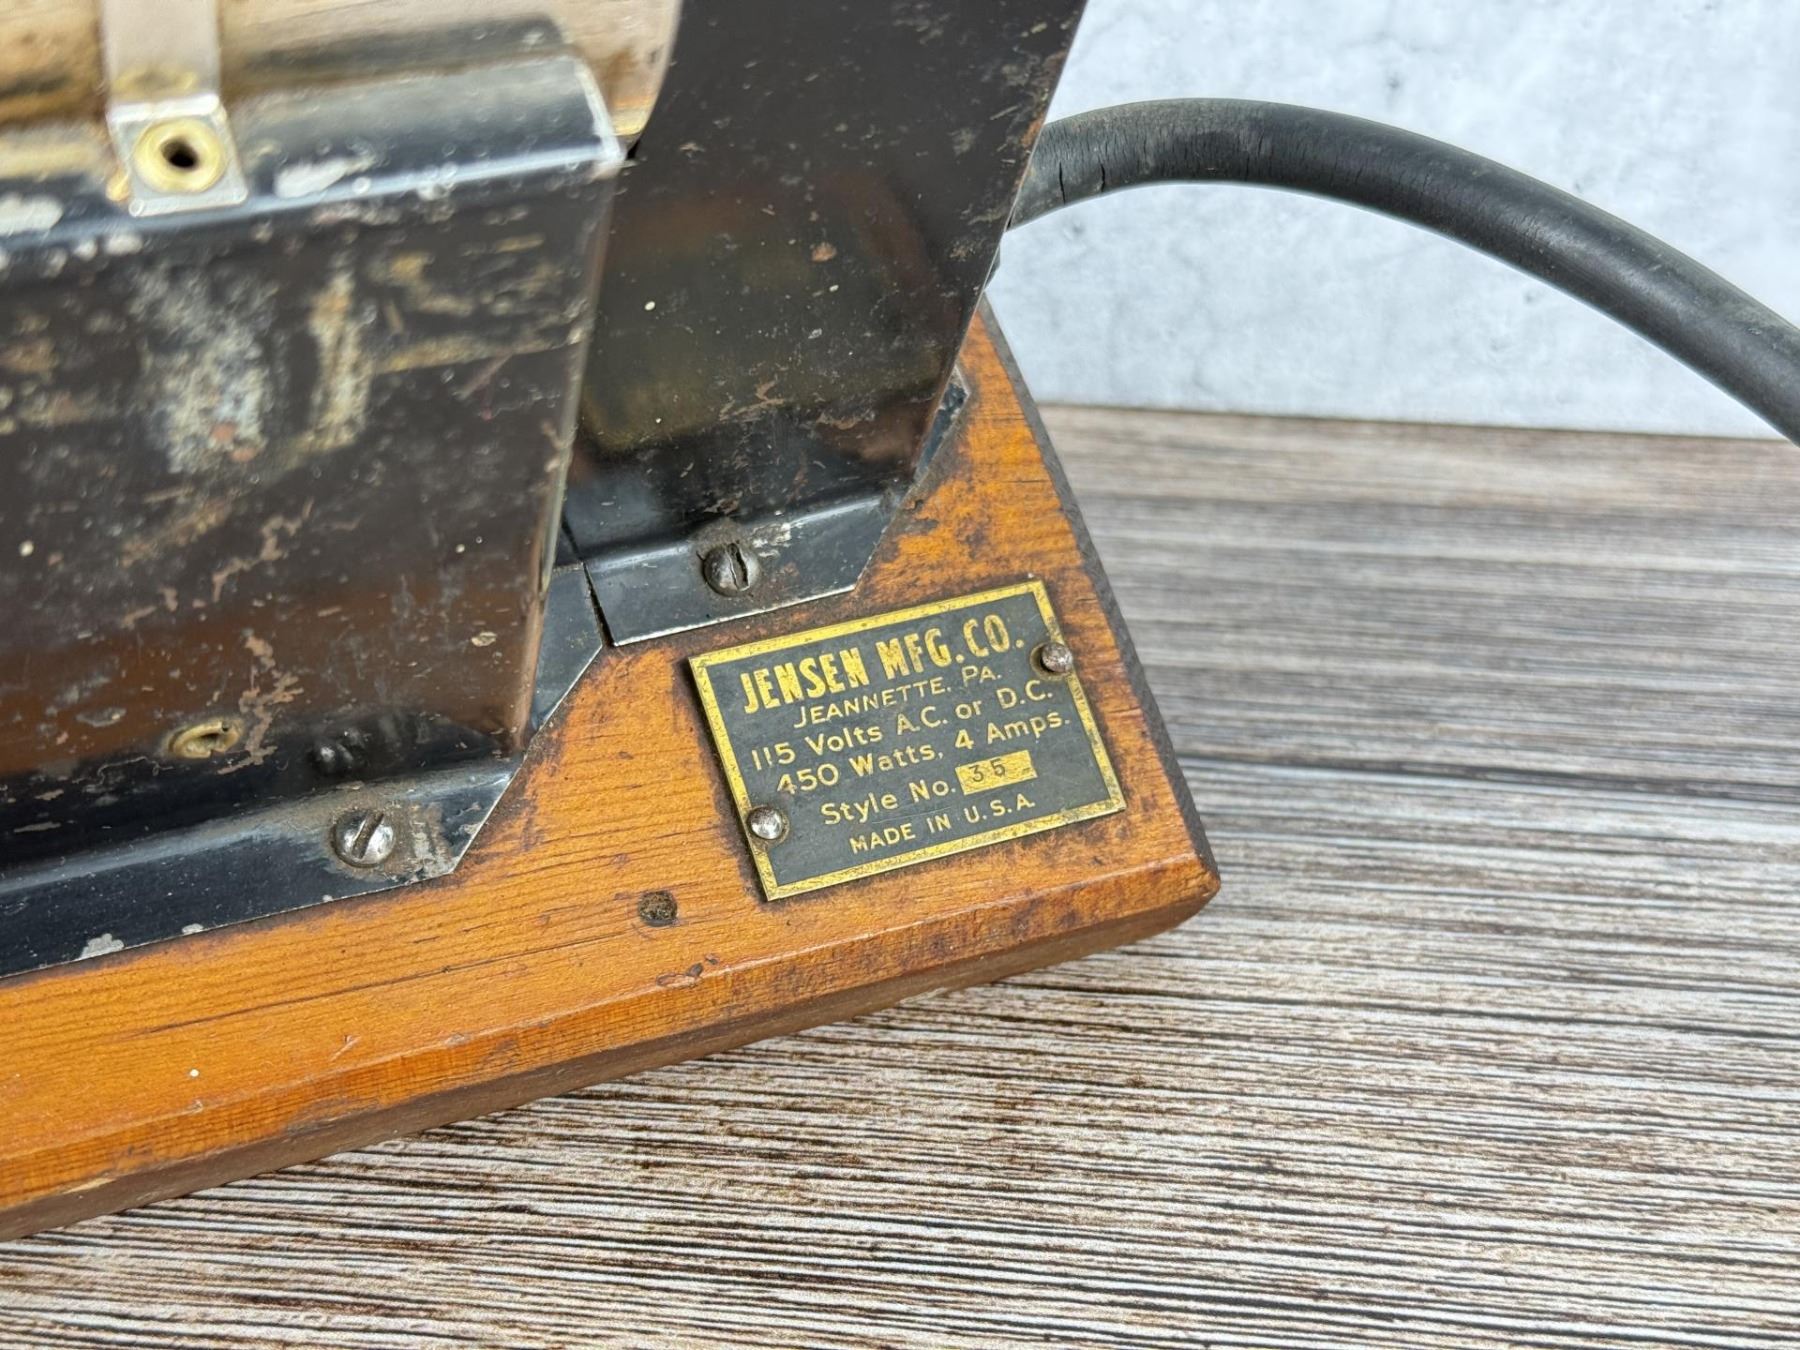 JENSEN MFG. CO.
JEANNETTE, PA.
115 Volts A.C. or D.C.
450 Watts, 4 Amps.
Style No. 35
MADE IN U.S.A.